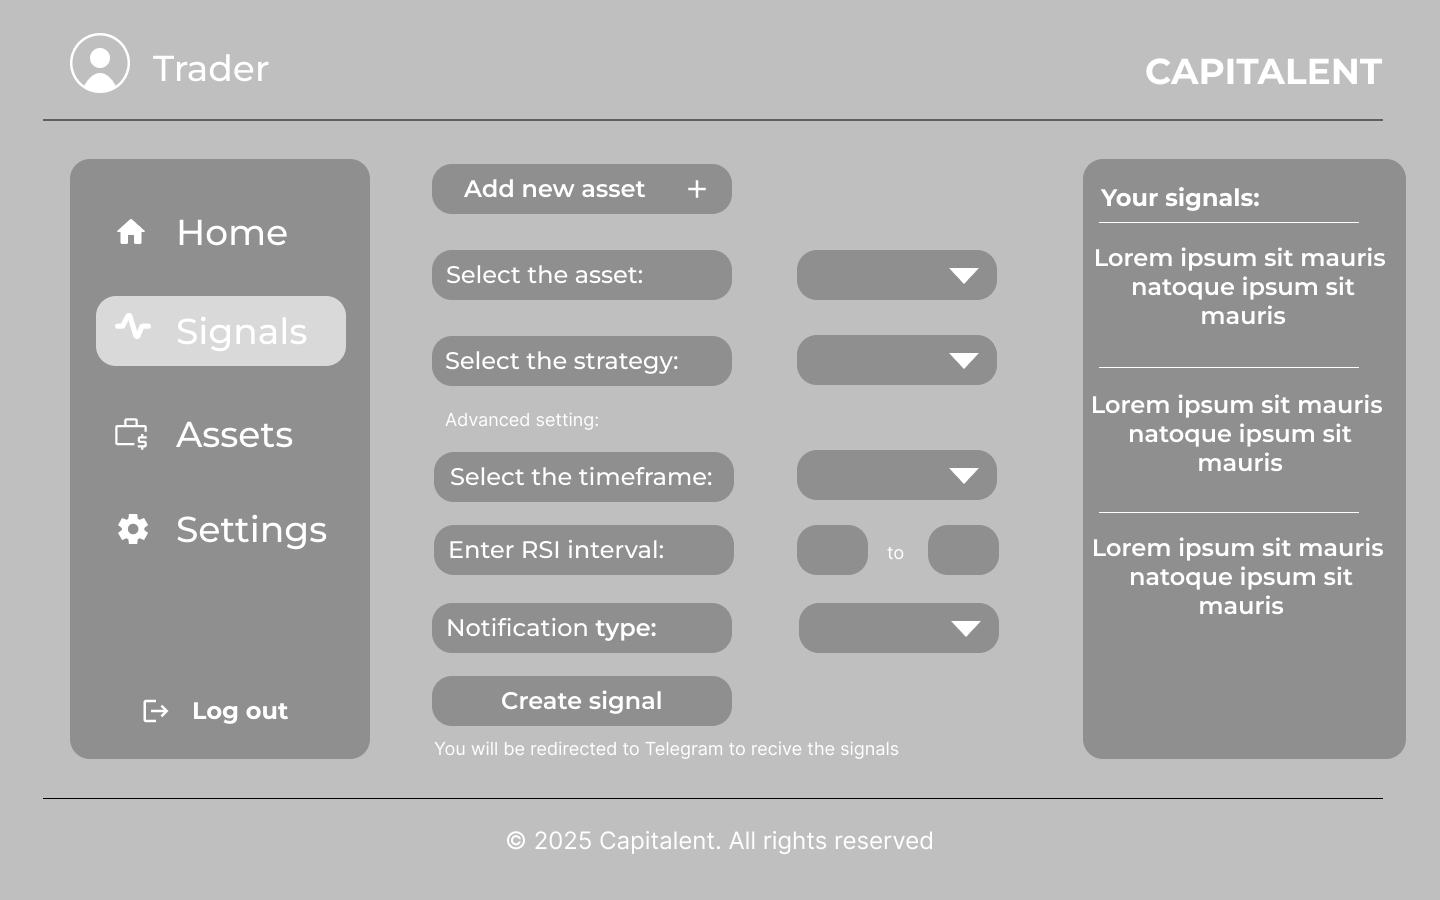 Trader
CAPITALENT
Home
Signals
Assets
Settings
Log out
Add new asset +
Select the asset:
Select the strategy:
Advanced setting:
Select the timeframe:
Enter RSI interval:
to
Notification type:
Create signal
You will be redirected to Telegram to recive the signals
Your signals:
Lorem ipsum sit mauris
natoque ipsum sit
mauris
Lorem ipsum sit mauris
natoque ipsum sit
mauris
Lorem ipsum sit mauris
natoque ipsum sit
mauris
© 2025 Capitalent. All rights reserved